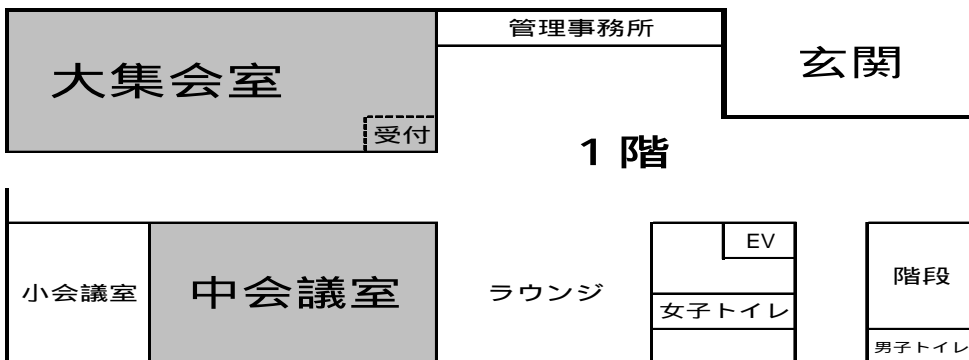 管理事務所
大集会室
玄関
受付
1階
EV
小会議室
中会議室
ラウンジ
階段
女子トイレ
男子トイレ